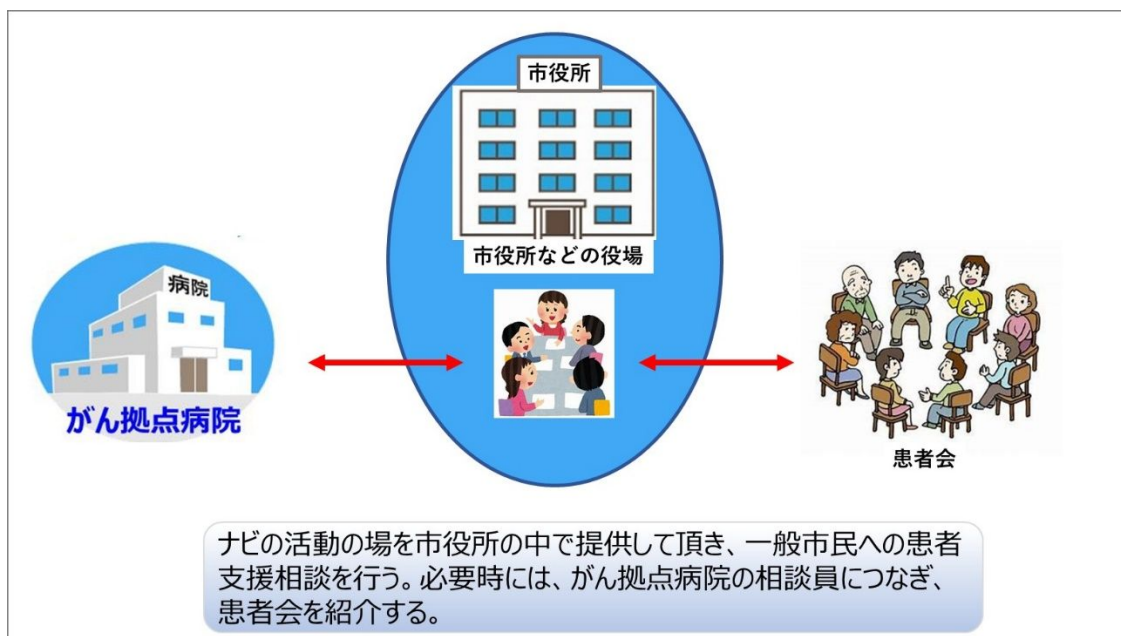 市役所
市役所などの役場
病院
がん拠点病院
患者会
ナビの活動の場を市役所の中で提供して頂き、一般市民への患者
支援相談を行う。必要時には、がん拠点病院の相談員につなぎ、
患者会を紹介する。